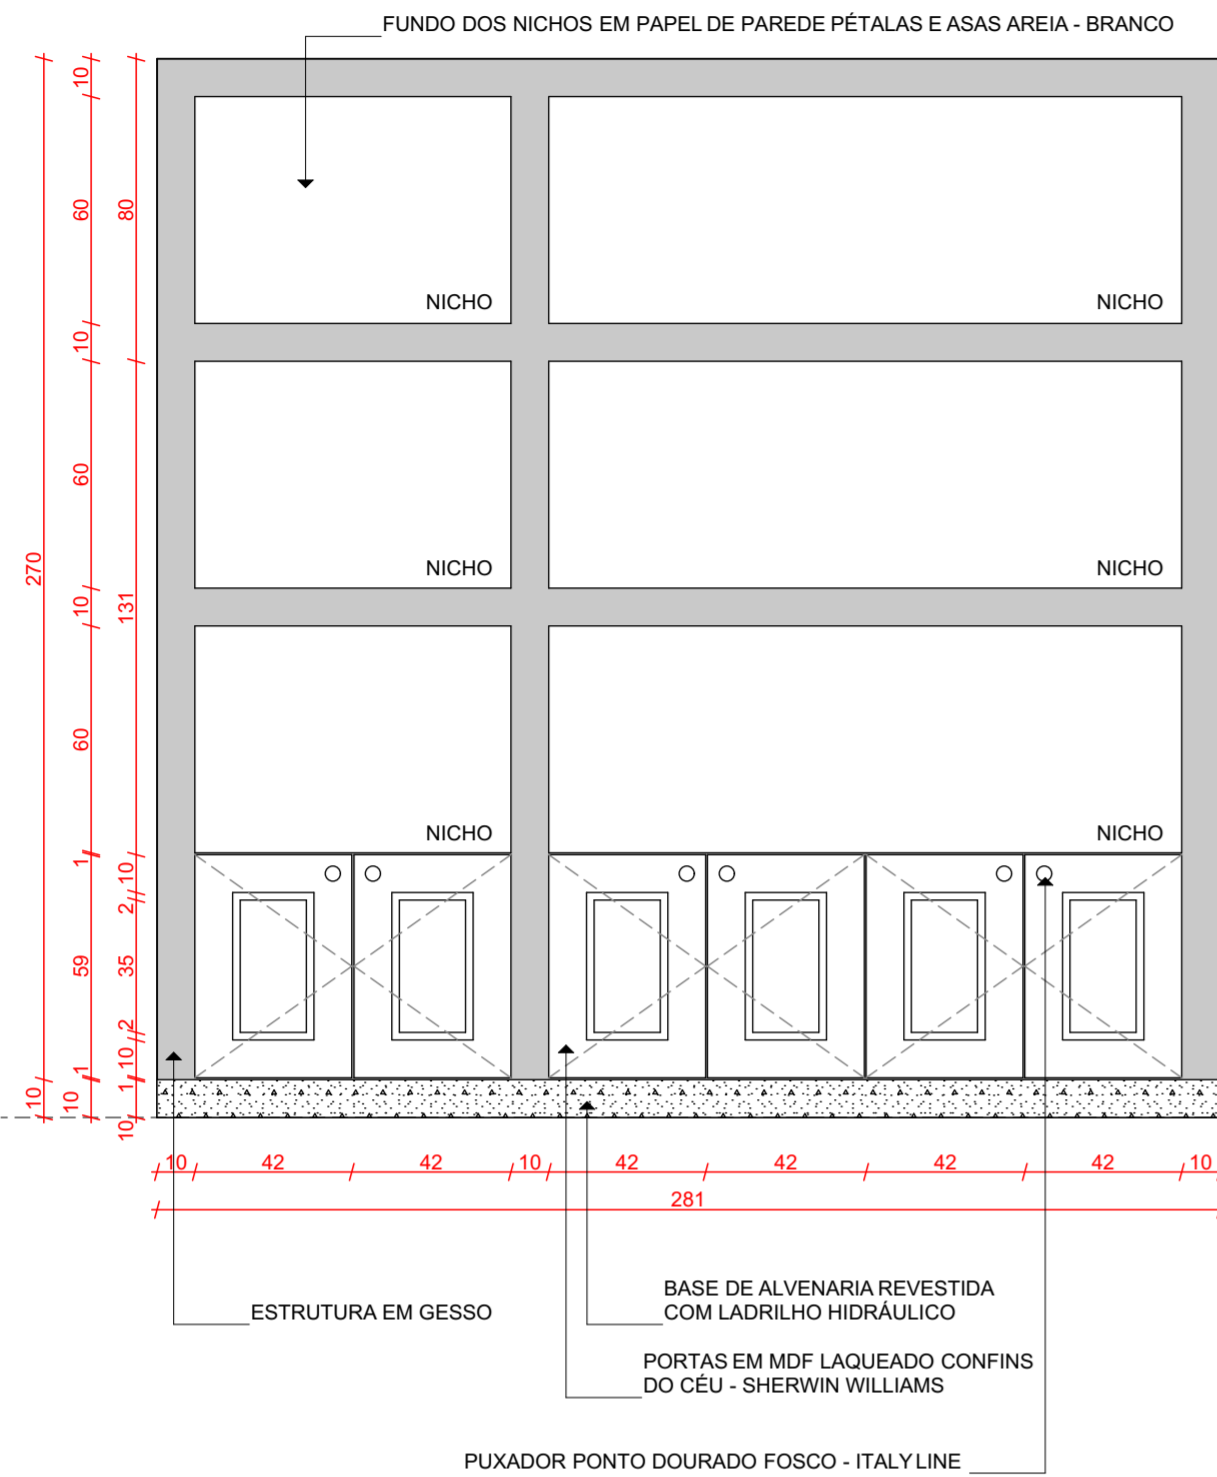 FUNDO DOS NICHOS EM PAPEL DE PAREDE PÉTALAS E ASAS AREIA - BRANCO
10
60
80
NICHO
NICHO
10
60
270
NICHO
NICHO
10
131
60
NICHO
NICHO
1
10
2
59
35
2
10
1
1
10
10
10
10
42
42
10
42
42
42
42
10
281
ESTRUTURA EM GESSO
BASE DE ALVENARIA REVESTIDA
COM LADRILHO HIDRÁULICO
PORTAS EM MDF LAQUEADO CONFINS
DO CÉU - SHERWIN WILLIAMS
PUXADOR PONTO DOURADO FOSCO - ITALY LINE